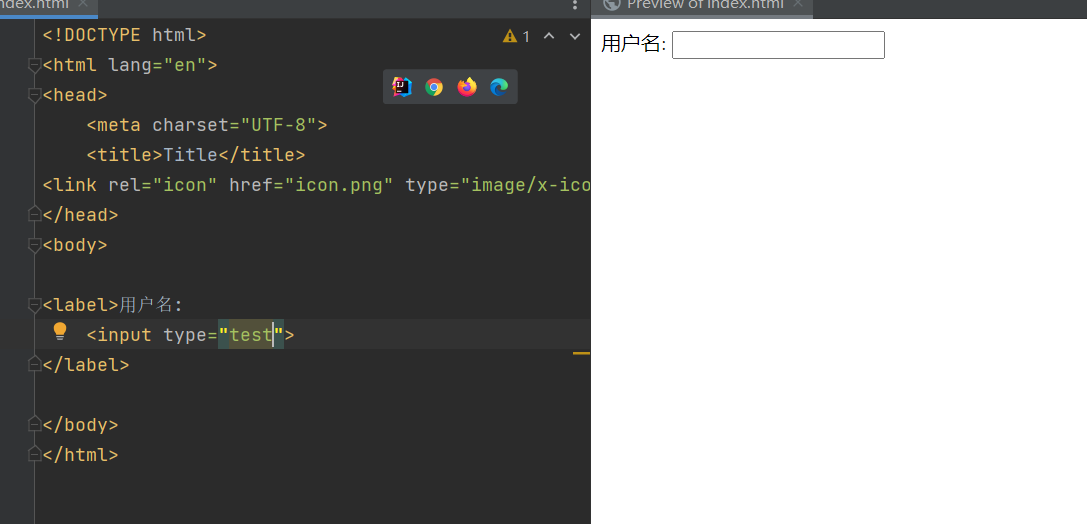 ndex.html
Preview of index.html
<!DOCTYPE html>
1
<html lang="en">
<head>
<meta charset="UTF-8">
<title>Title</title>
<link rel="icon" href="icon.png" type="image/x-ico
</head>
<body>
<label>用户名:
<input type="test">
</label>
</body>
</html>
用户名: